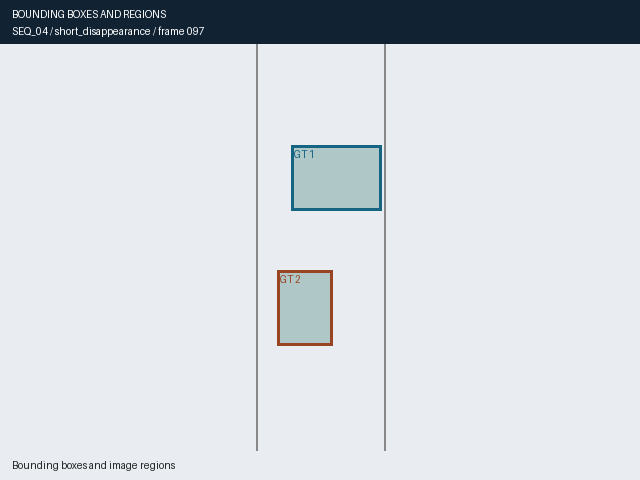 BOUNDING BOXES AND REGIONS
SEQ_04 / short_disappearance / frame 097
GT1
GT2
Bounding boxes and image regions